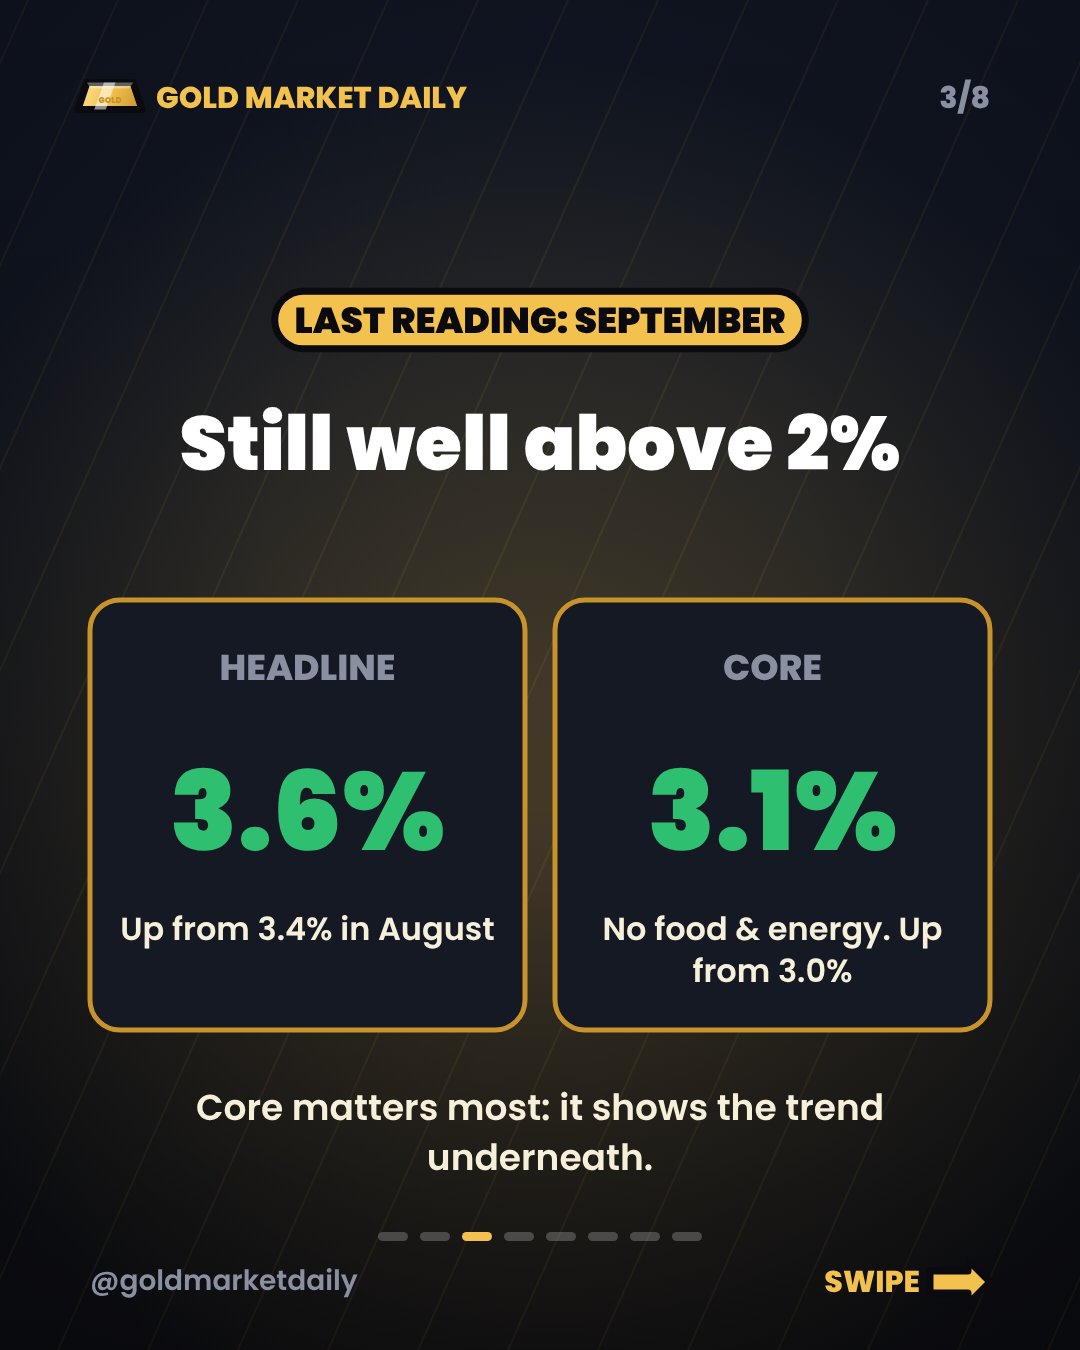 GOLD
GOLD MARKET DAILY
3/8
LAST READING: SEPTEMBER
Still well above 2%
HEADLINE
3.6%
Up from 3.4% in August
CORE
3.1%
No food & energy. Up
from 3.0%
Core matters most: it shows the trend
underneath.
@goldmarketdaily
SWIPE